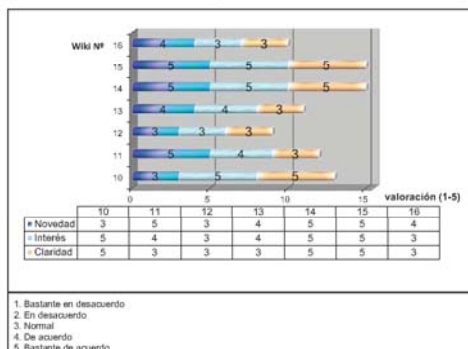 Wiki Nº
16 4 3 3
15 5 5 5
14 5 5 5
13 4 4 3
12 3 3 3
11 5 4 3
10 3 5 5
0 5 10 15
valoración (1-5)
10 11 12 13 14 15 16
Novedad 3 5 3 4 5 5 4
Interés 5 4 3 4 5 5 3
Claridad 5 3 3 3 5 5 3
1. Bastante en desacuerdo
2. En desacuerdo
3. Normal
4. De acuerdo
5. Bastante de acuerdo